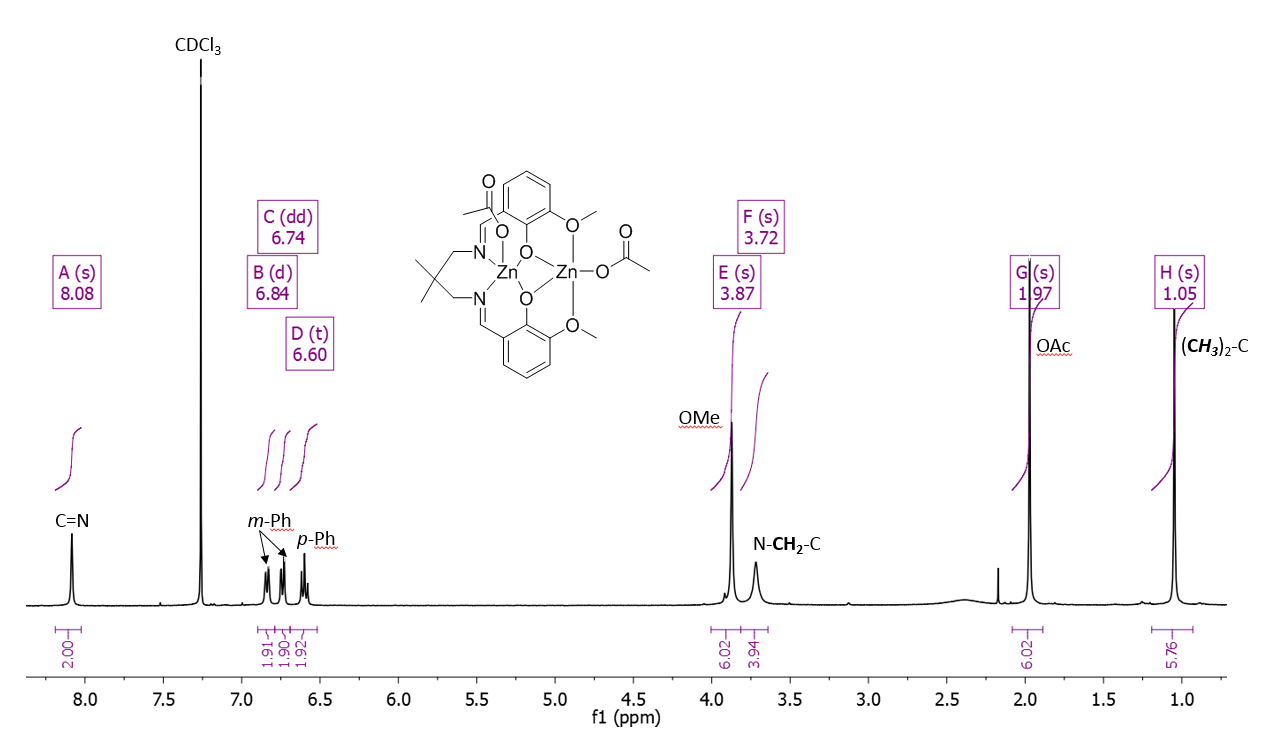 CDCl3
C (dd)
6.74
F (s)
3.72
A (s)
8.08
B (d)
6.84
E (s)
3.87
G (s)
1.97
H (s)
1.05
D (t)
6.60
O
O
N
Zn
O
O
Zn
O
O
N
O
O
OAc
(CH3)2-C
OMe
C=N
m-Ph
p-Ph
N-CH2-C
2.00
1.91
1.90
1.92
6.02
3.94
6.02
5.76
8.0 7.5 7.0 6.5 6.0 5.5 5.0 4.5 4.0 3.5 3.0 2.5 2.0 1.5 1.0
f1 (ppm)